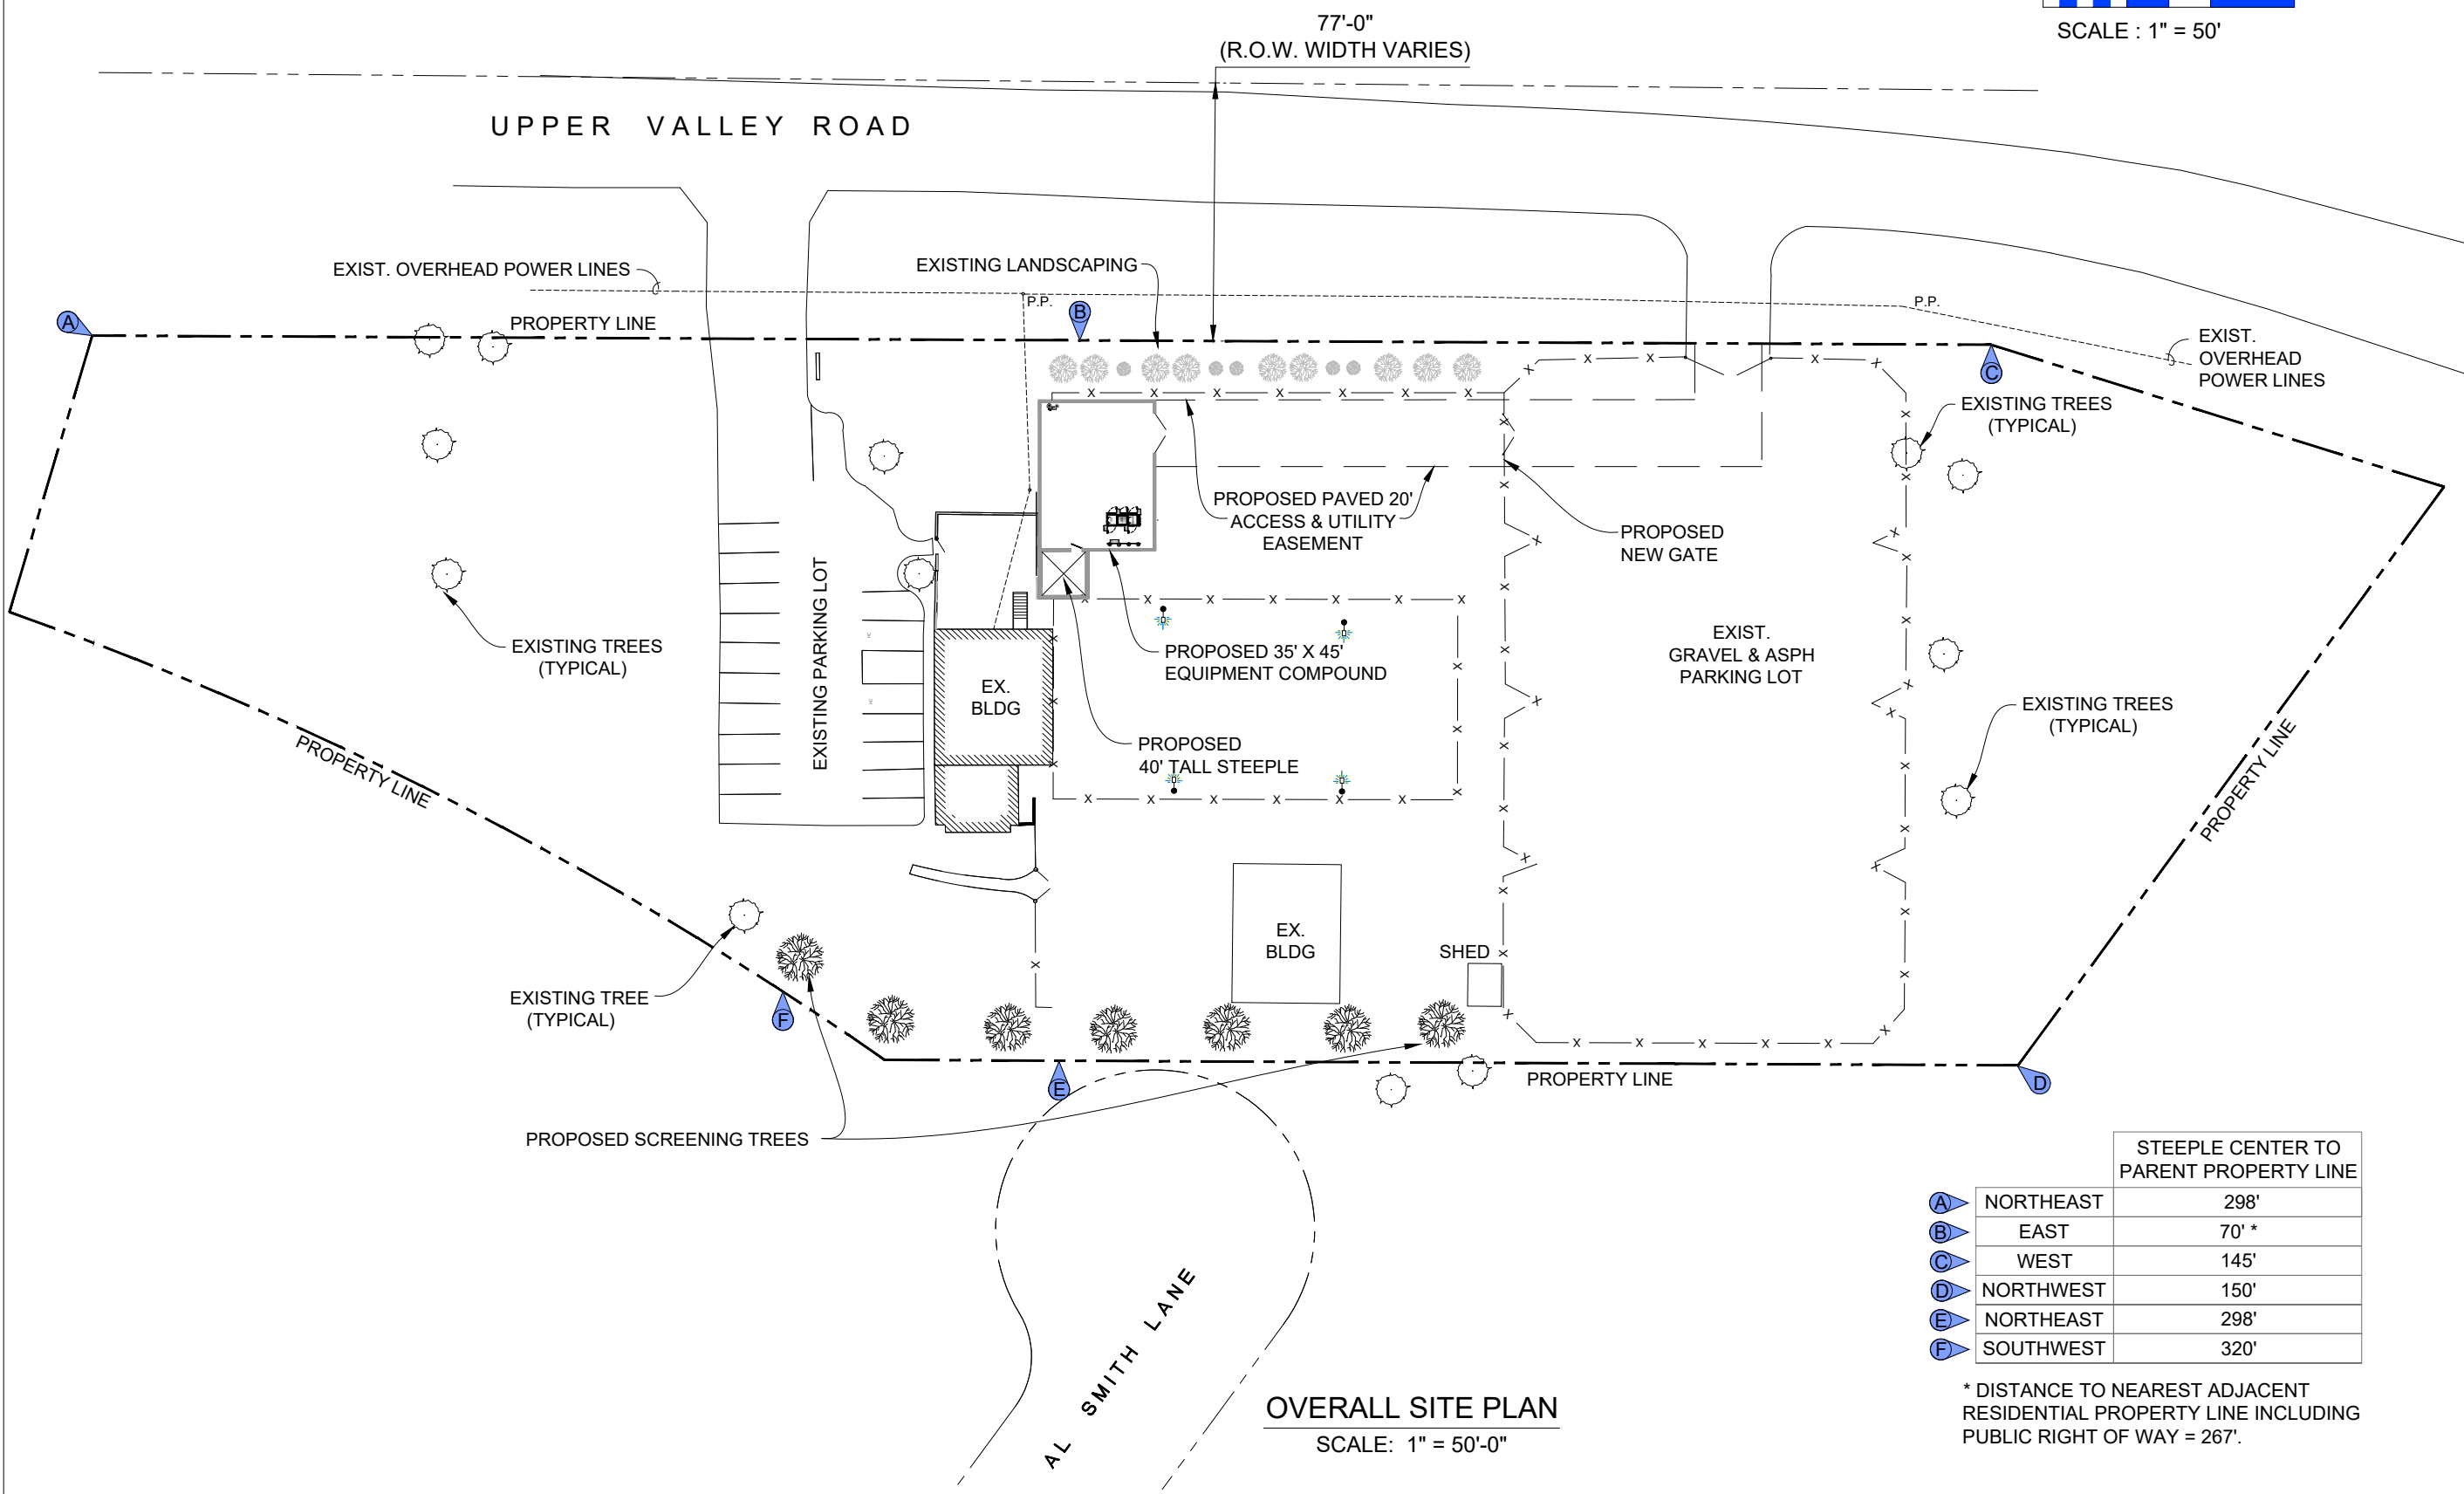 77'-0"
(R.O.W. WIDTH VARIES)
SCALE : 1" = 50'
UPPER VALLEY ROAD
EXIST. OVERHEAD POWER LINES
EXISTING LANDSCAPING
P.P.
P.P.
A
PROPERTY LINE
B
C
EXIST.
OVERHEAD
POWER LINES
EXISTING TREES
(TYPICAL)
PROPOSED PAVED 20'
ACCESS & UTILITY
EASEMENT
PROPOSED
NEW GATE
EXISTING PARKING LOT
EXISTING TREES
(TYPICAL)
PROPOSED 35' X 45'
EQUIPMENT COMPOUND
EXIST.
GRAVEL & ASPH
PARKING LOT
EX.
BLDG
EXISTING TREES
(TYPICAL)
PROPOSED
40' TALL STEEPLE
PROPERTY LINE
PROPERTY LINE
EX.
BLDG
SHED
EXISTING TREE
(TYPICAL)
F
E
PROPERTY LINE
D
PROPOSED SCREENING TREES
AL SMITH LANE
STEEPLE CENTER TO
PARENT PROPERTY LINE
A NORTHEAST 298'
B EAST 70' *
C WEST 145'
D NORTHWEST 150'
E NORTHEAST 298'
F SOUTHWEST 320'
* DISTANCE TO NEAREST ADJACENT
RESIDENTIAL PROPERTY LINE INCLUDING
PUBLIC RIGHT OF WAY = 267'.
OVERALL SITE PLAN
SCALE: 1" = 50'-0"